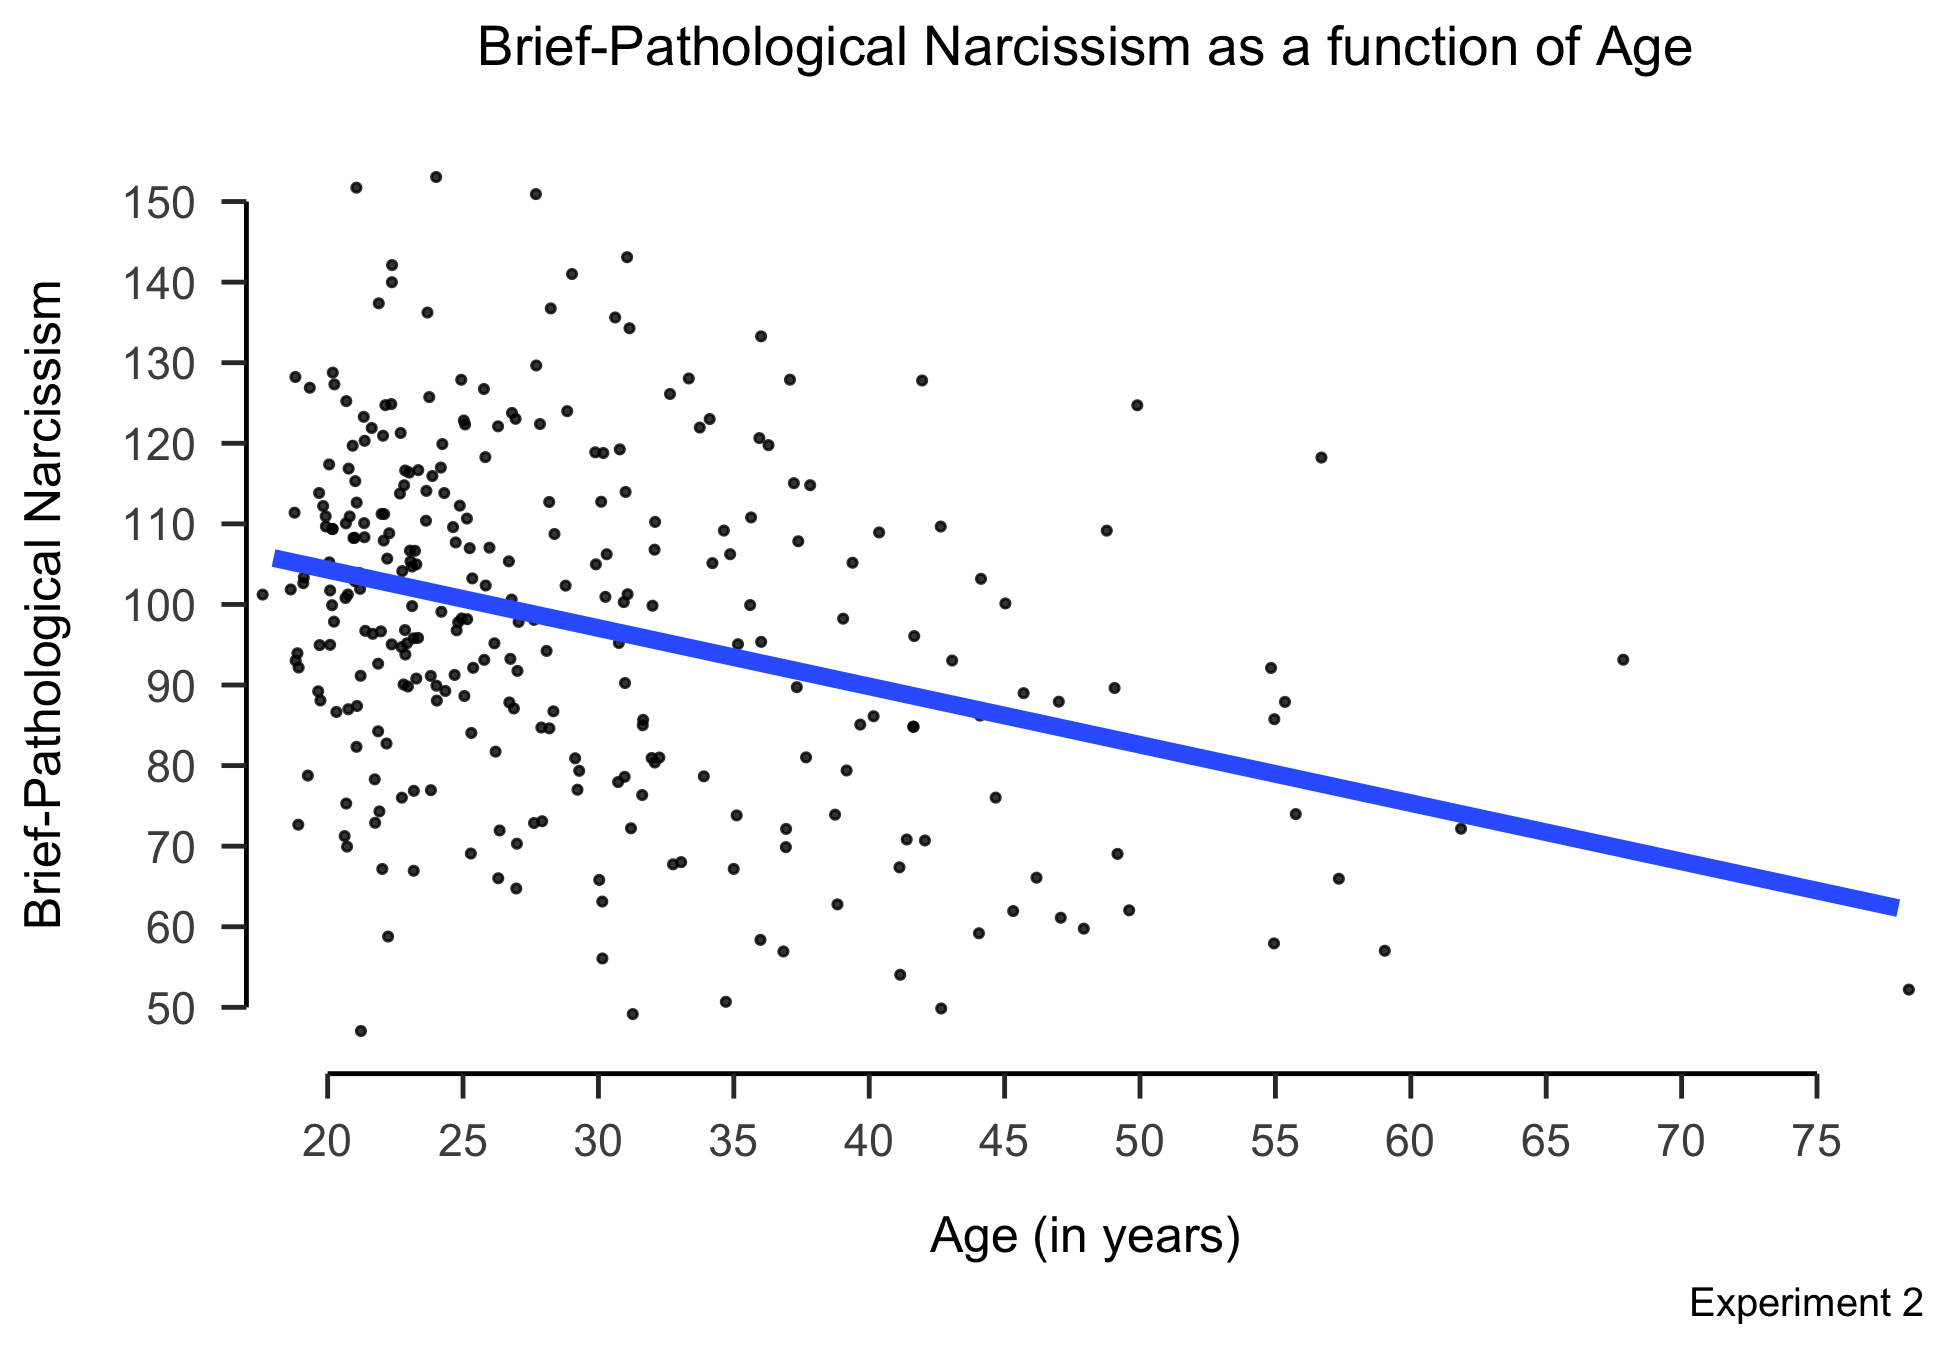 Brief-Pathological Narcissism as a function of Age
Brief-Pathological Narcissism
150
140
130
120
110
100
90
80
70
60
50
20 25 30 35 40 45 50 55 60 65 70 75
Age (in years)
Experiment 2